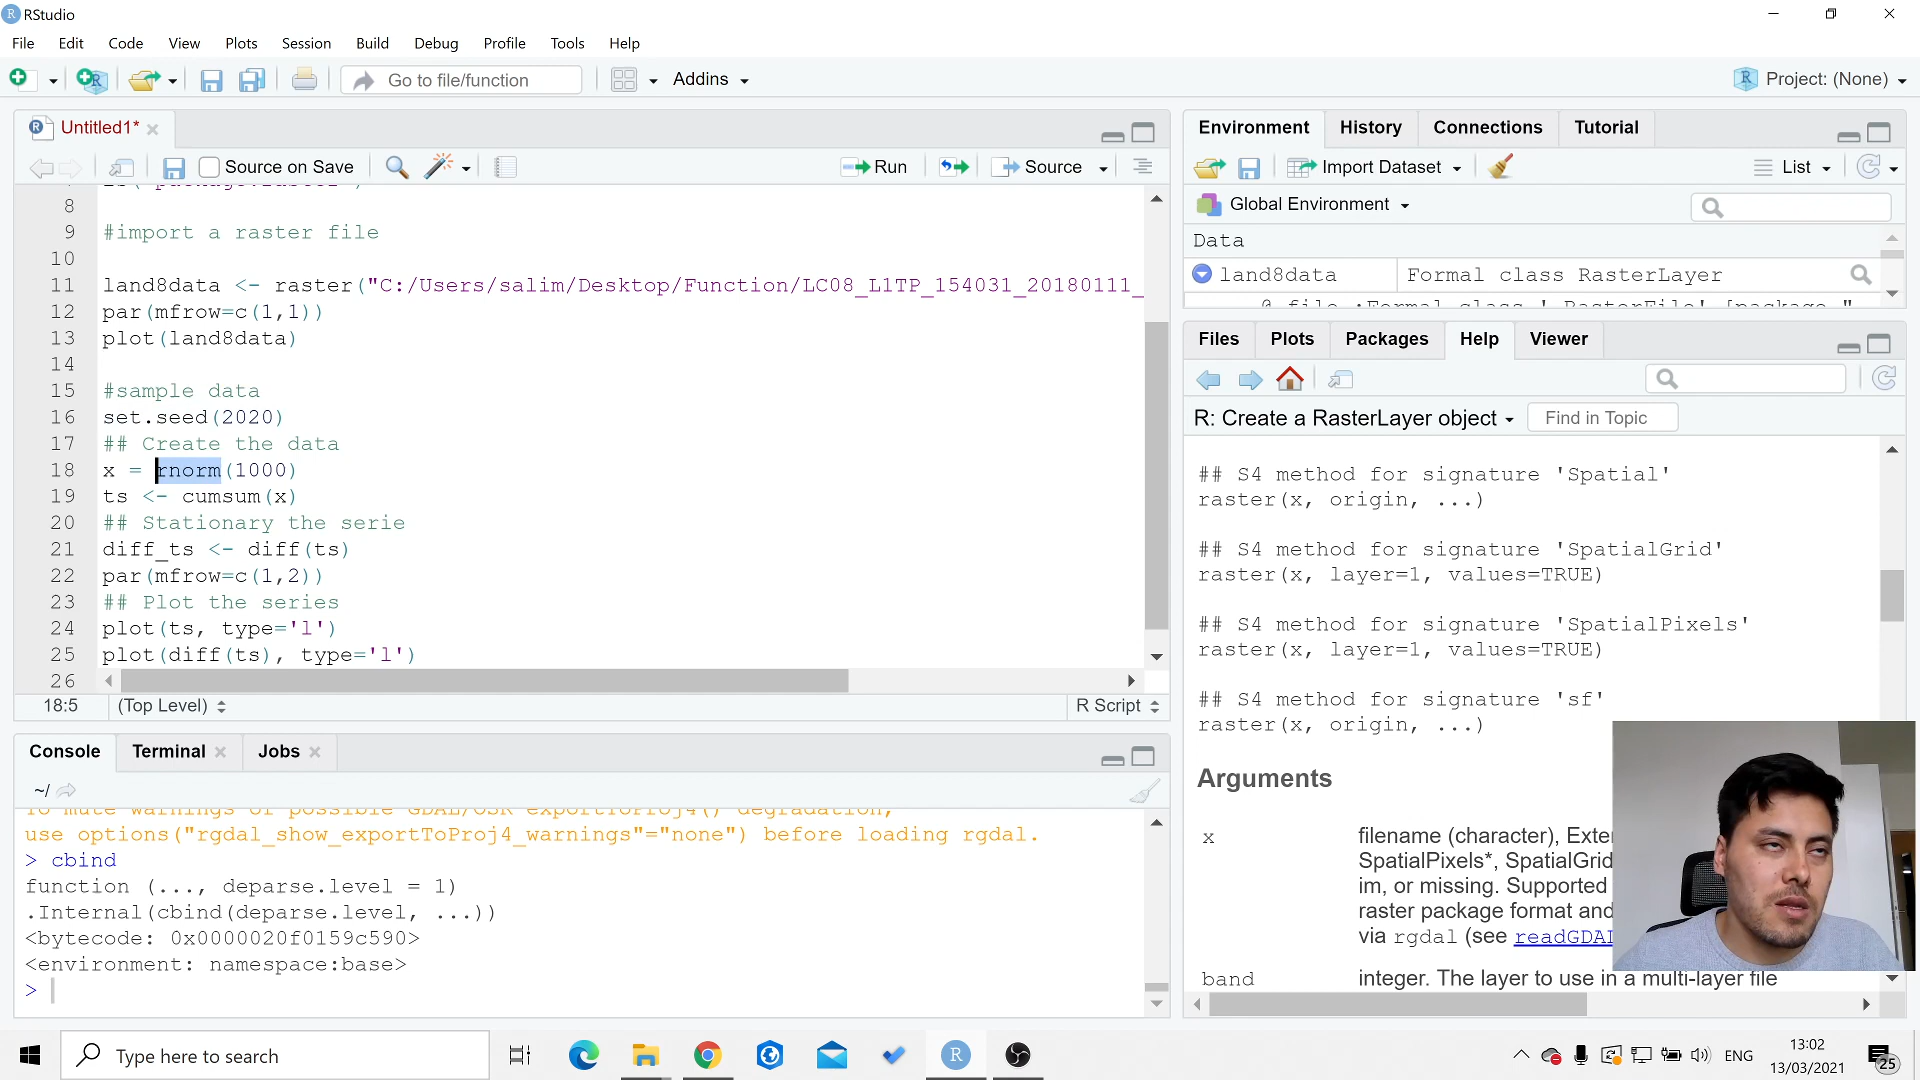 RStudio
File Edit Code View Plots Session Build Debug Profile Tools Help
Go to file/function
Addins
Project: (None)
Untitled1*
Source on Save
Run
Source
8
9 #import a raster file
10
11 land8data <- raster("C:/Users/salim/Desktop/Function/LC08_L1TP_154031_20180111_
12 par(mfrow=c(1,1))
13 plot(land8data)
14
15 #sample data
16 set.seed(2020)
17 ## Create the data
18 x = rnorm(1000)
19 ts <- cumsum(x)
20 ## Stationary the serie
21 diff_ts <- diff(ts)
22 par(mfrow=c(1,2))
23 ## Plot the series
24 plot(ts, type='l')
25 plot(diff(ts), type='l')
26
18:5 (Top Level) R Script
Console Terminal Jobs
~/
To mute warnings of possible GDAL/OSR exportToProj4() degradation,
use options("rgdal_show_exportToProj4_warnings"="none") before loading rgdal.
> cbind
function (..., deparse.level = 1)
.Internal(cbind(deparse.level, ...))
<bytecode: 0x0000020f0159c590>
<environment: namespace:base>
>
Environment History Connections Tutorial
Import Dataset
List
Global Environment
Data
land8data Formal class RasterLayer
Files Plots Packages Help Viewer
R: Create a RasterLayer object
Find in Topic
## S4 method for signature 'Spatial'
raster(x, origin, ...)
## S4 method for signature 'SpatialGrid'
raster(x, layer=1, values=TRUE)
## S4 method for signature 'SpatialPixels'
raster(x, layer=1, values=TRUE)
## S4 method for signature 'sf'
raster(x, origin, ...)
Arguments
x filename (character), Exter
SpatialPixels*, SpatialGrid
im, or missing. Supported
raster package format and
via rgdal (see readGDAL
band integer. The layer to use in a multi-layer file
Type here to search
ENG
13:02
13/03/2021
25